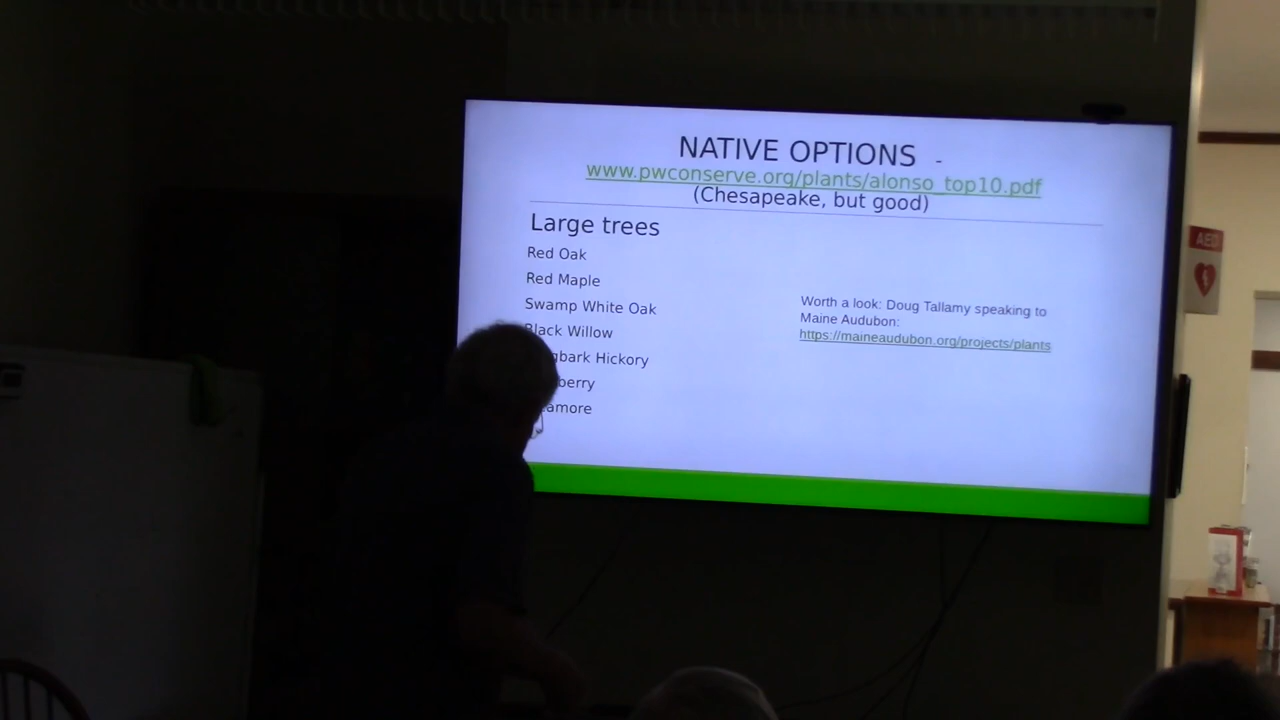 NATIVE OPTIONS -
www.pwconserve.org/plants/alonso_top10.pdf
(Chesapeake, but good)
Large trees
Red Oak
Red Maple
Swamp White Oak
Black Willow
Hickory
Worth a look: Doug Tallamy speaking to
Maine Audubon:
https://maineaudubon.org/projects/plants
AED